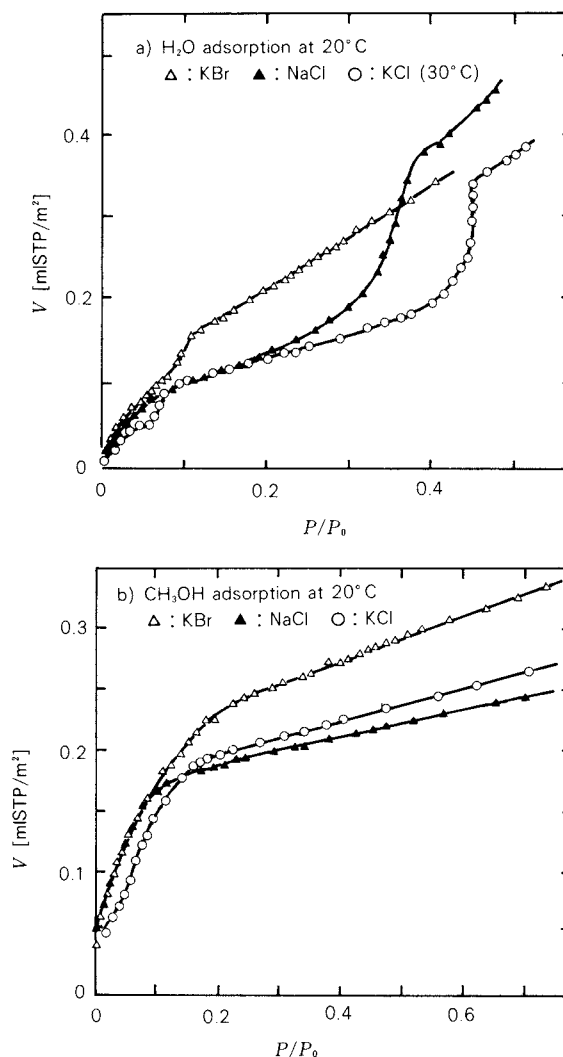 a) H₂O adsorption at 20°C
△ : KBr ▲ : NaCl ○ : KCl (30°C)
0.4
0.2
0
V [mlSTP/m²]
0 0.2 0.4
P/P₀
b) CH₃OH adsorption at 20°C
△ : KBr ▲ : NaCl ○ : KCl
0.3
0.2
0.1
0
V [mlSTP/m²]
0 0.2 0.4 0.6
P/P₀